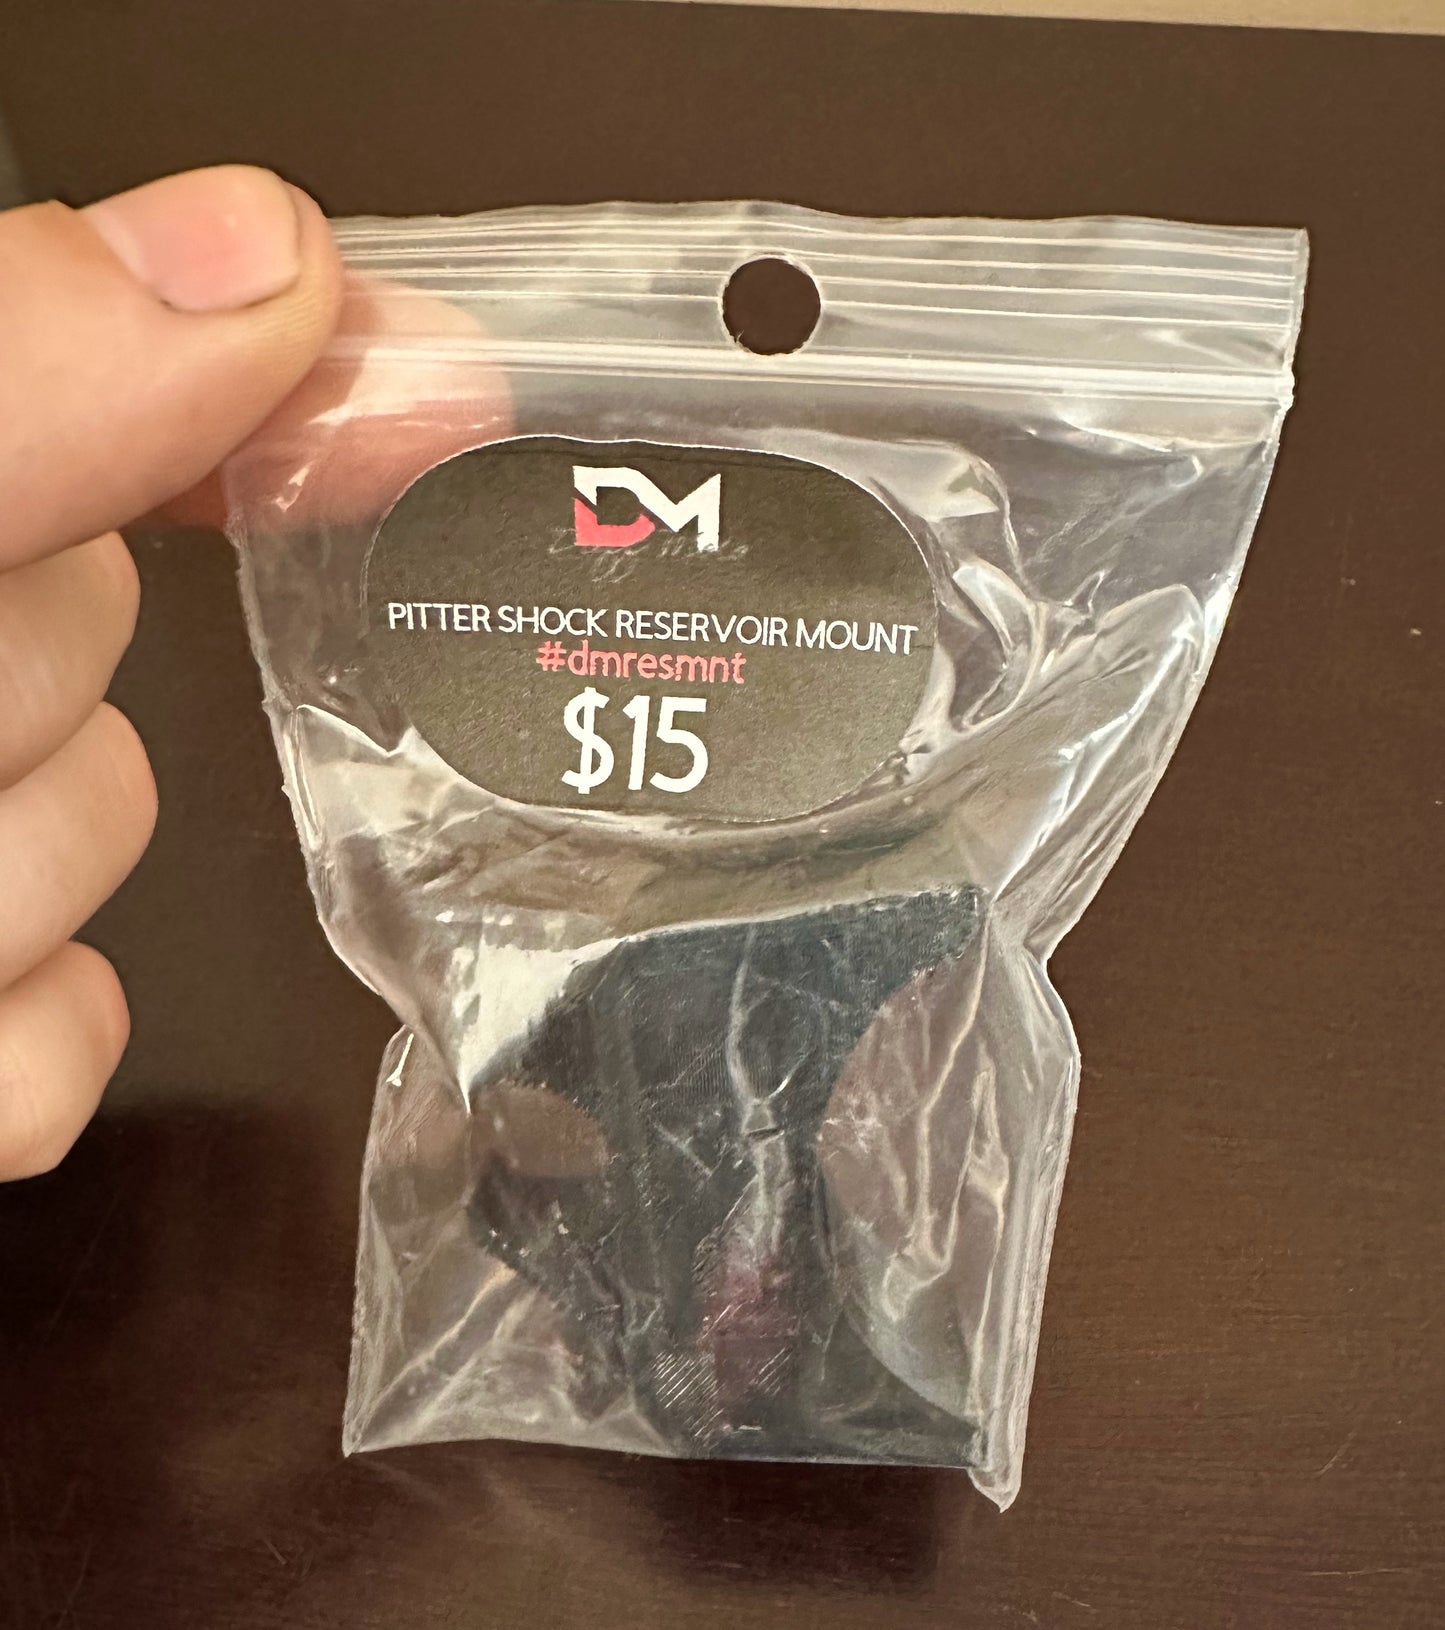 DM
PITTER SHOCK RESERVOIR MOUNT
#dmresmnt
$15